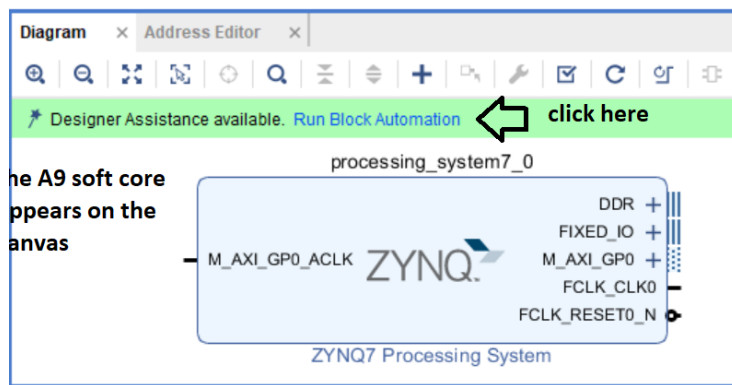 Diagram × Address Editor ×
Designer Assistance available. Run Block Automation
click here
processing_system7_0
he A9 soft core
ppears on the
anvas
DDR
FIXED_IO
M_AXI_GP0_ACLK ZYNQ M_AXI_GP0
FCLK_CLK0
FCLK_RESET0_N
ZYNQ7 Processing System